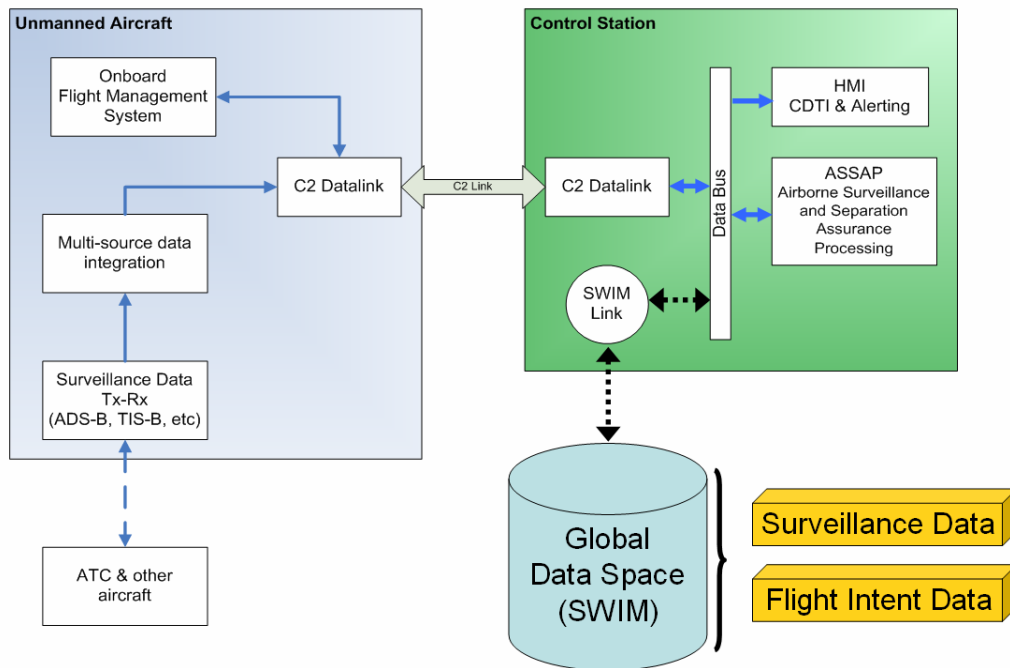 Unmanned Aircraft
Onboard
Flight Management
System
C2 Datalink
Multi-source data
integration
Surveillance Data
Tx-Rx
(ADS-B, TIS-B, etc)
ATC & other
aircraft
C2 Link
Control Station
C2 Datalink
Data Bus
HMI
CDTI & Alerting
ASSAP
Airborne Surveillance
and Separation
Assurance
Processing
SWIM
Link
Global
Data Space
(SWIM)
Surveillance Data
Flight Intent Data